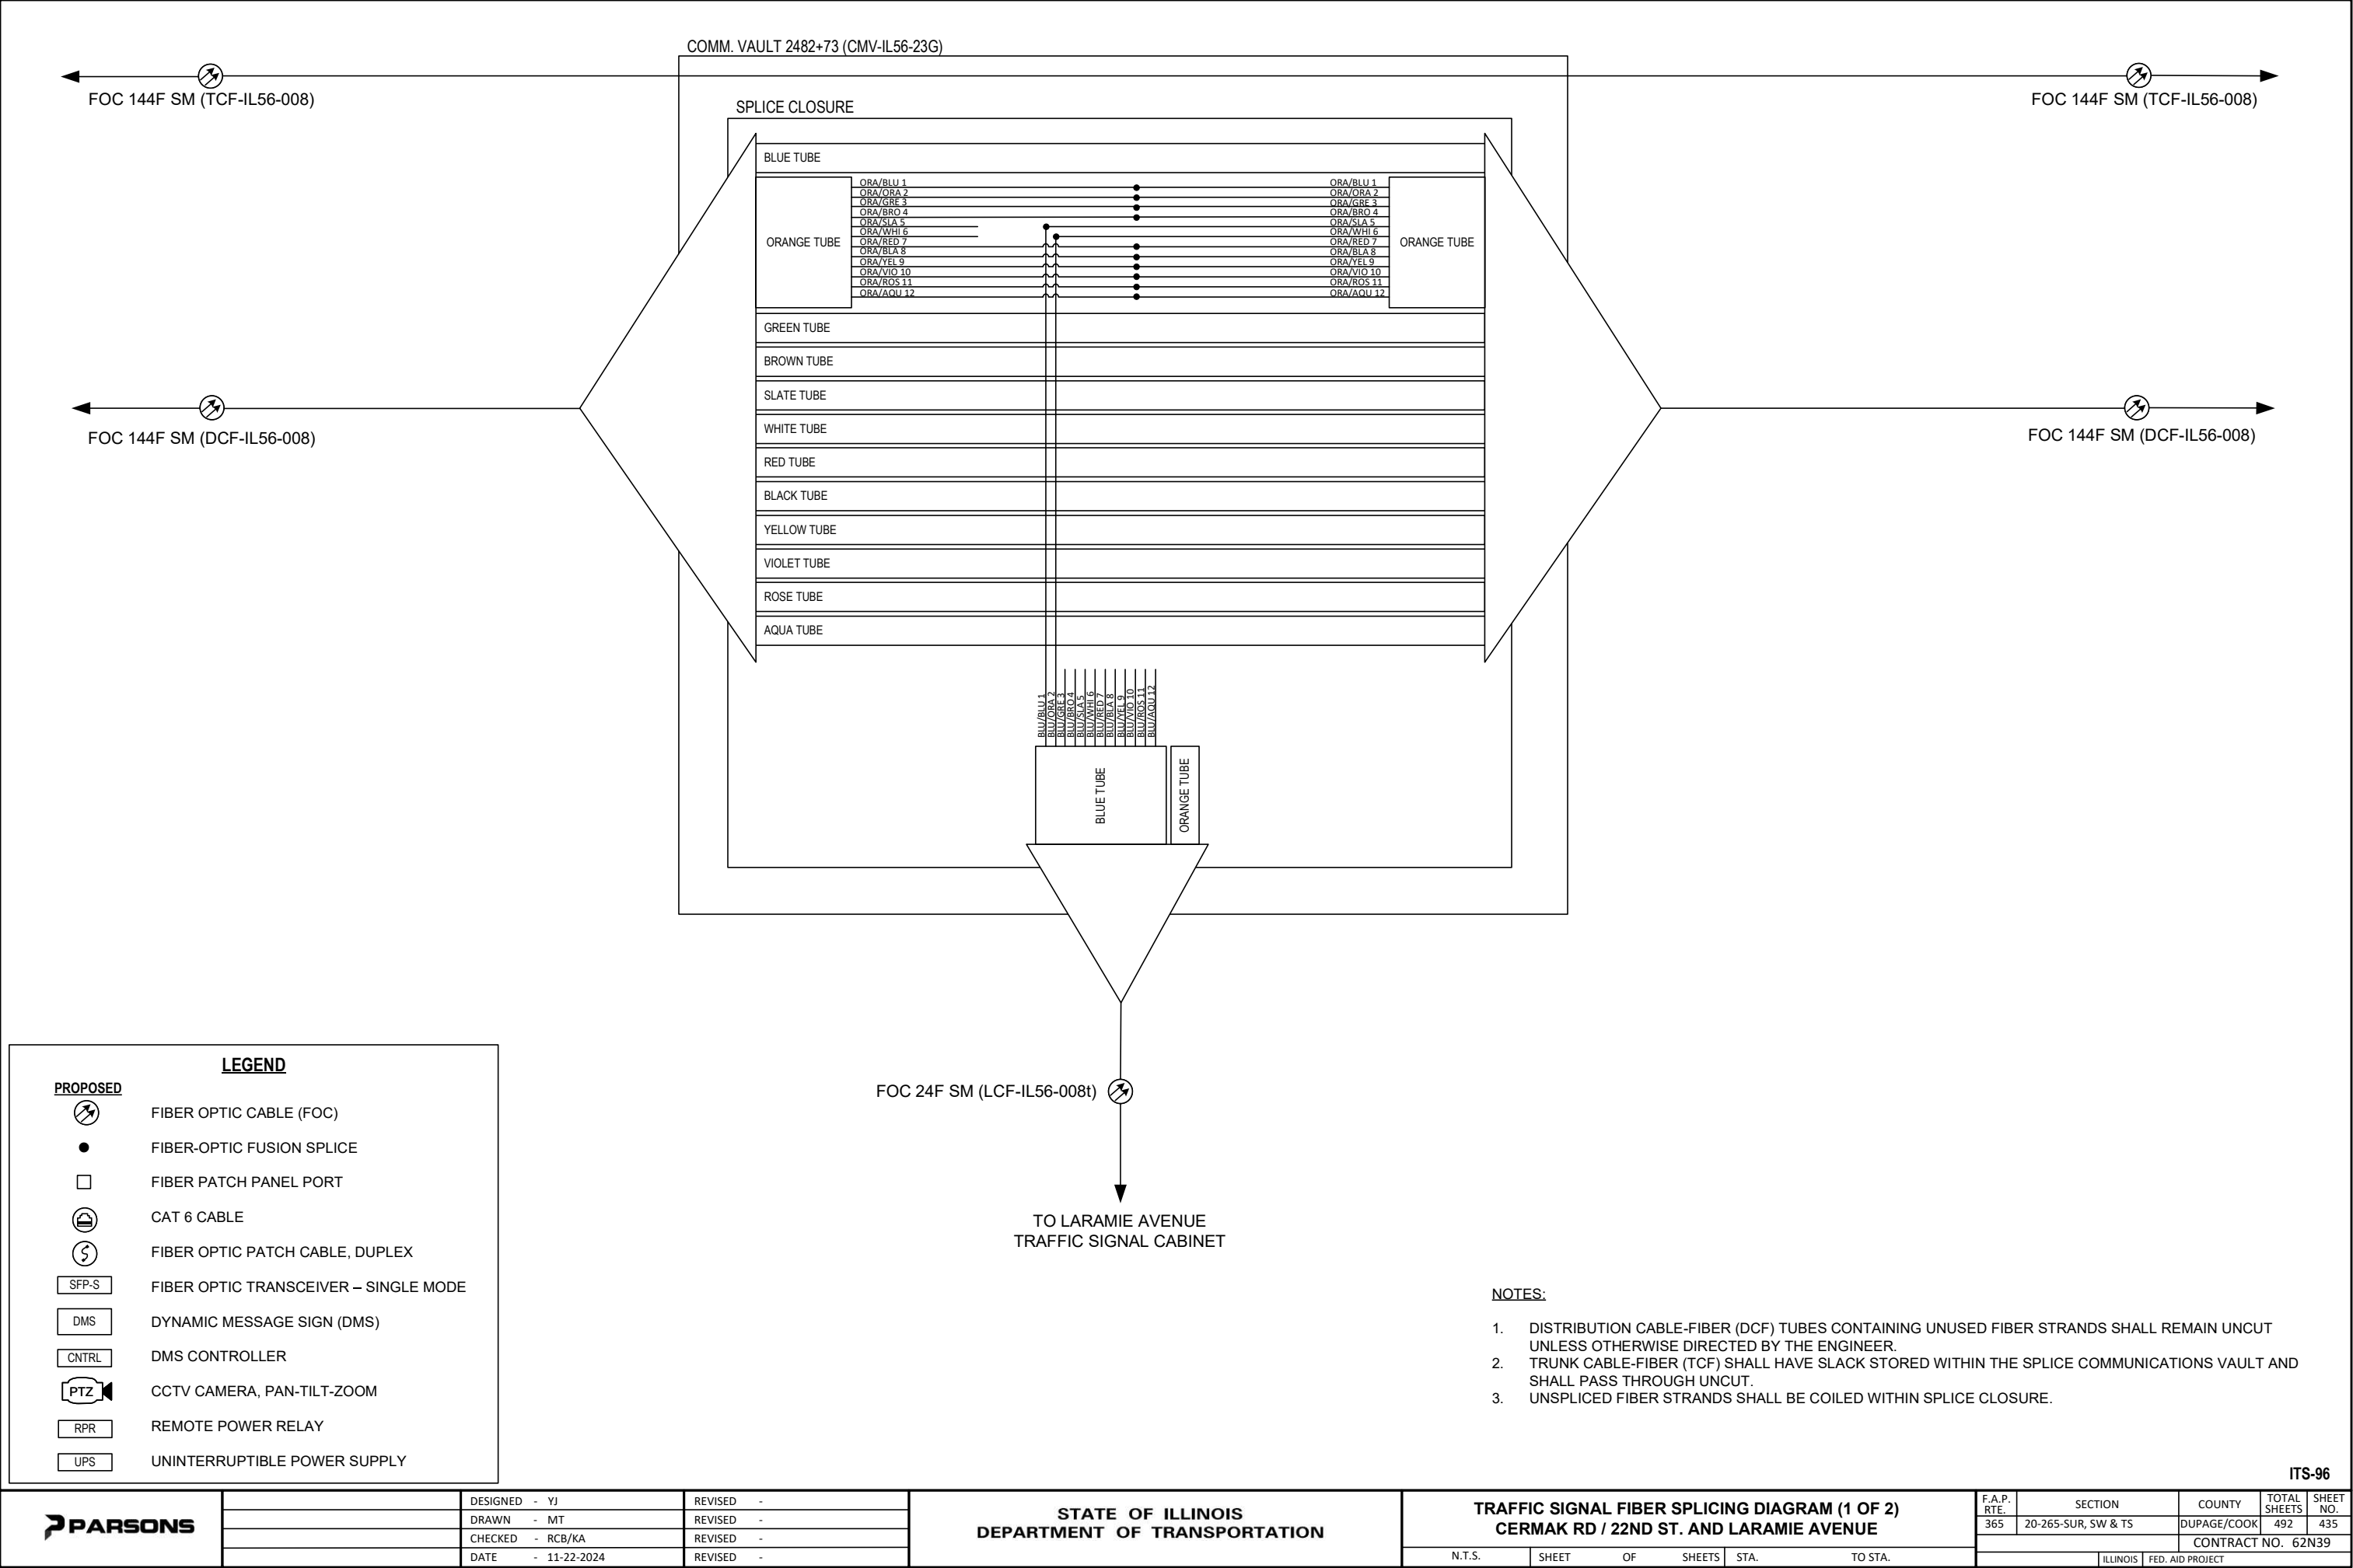 COMM. VAULT 2482+73 (CMV-IL56-23G)
FOC 144F SM (TCF-IL56-008)
FOC 144F SM (TCF-IL56-008)
SPLICE CLOSURE
BLUE TUBE
ORANGE TUBE
ORA/BLU 1
ORA/ORA 2
ORA/GRE 3
ORA/BRO 4
ORA/SLA 5
ORA/WHI 6
ORA/RED 7
ORA/BLA 8
ORA/YEL 9
ORA/VIO 10
ORA/ROS 11
ORA/AQU 12
ORA/BLU 1
ORA/ORA 2
ORA/GRE 3
ORA/BRO 4
ORA/SLA 5
ORA/WHI 6
ORA/RED 7
ORA/BLA 8
ORA/YEL 9
ORA/VIO 10
ORA/ROS 11
ORA/AQU 12
ORANGE TUBE
GREEN TUBE
BROWN TUBE
SLATE TUBE
WHITE TUBE
RED TUBE
BLACK TUBE
YELLOW TUBE
VIOLET TUBE
ROSE TUBE
AQUA TUBE
FOC 144F SM (DCF-IL56-008)
FOC 144F SM (DCF-IL56-008)
BLU/BLU 1
BLU/ORA 2
BLU/GRE 3
BLU/BRO 4
BLU/SLA 5
BLU/WHI 6
BLU/RED 7
BLU/BLA 8
BLU/YEL 9
BLU/VIO 10
BLU/ROS 11
BLU/AQU 12
BLUE TUBE
ORANGE TUBE
FOC 24F SM (LCF-IL56-008t)
TO LARAMIE AVENUE
TRAFFIC SIGNAL CABINET
LEGEND
PROPOSED
FIBER OPTIC CABLE (FOC)
FIBER-OPTIC FUSION SPLICE
FIBER PATCH PANEL PORT
CAT 6 CABLE
FIBER OPTIC PATCH CABLE, DUPLEX
SFP-S FIBER OPTIC TRANSCEIVER – SINGLE MODE
DMS DYNAMIC MESSAGE SIGN (DMS)
CNTRL DMS CONTROLLER
PTZ CCTV CAMERA, PAN-TILT-ZOOM
RPR REMOTE POWER RELAY
UPS UNINTERRUPTIBLE POWER SUPPLY
NOTES:
1. DISTRIBUTION CABLE-FIBER (DCF) TUBES CONTAINING UNUSED FIBER STRANDS SHALL REMAIN UNCUT
UNLESS OTHERWISE DIRECTED BY THE ENGINEER.
2. TRUNK CABLE-FIBER (TCF) SHALL HAVE SLACK STORED WITHIN THE SPLICE COMMUNICATIONS VAULT AND
SHALL PASS THROUGH UNCUT.
3. UNSPLICED FIBER STRANDS SHALL BE COILED WITHIN SPLICE CLOSURE.
ITS-96
PARSONS
DESIGNED - YJ
DRAWN - MT
CHECKED - RCB/KA
DATE - 11-22-2024
REVISED -
REVISED -
REVISED -
REVISED -
STATE OF ILLINOIS
DEPARTMENT OF TRANSPORTATION
TRAFFIC SIGNAL FIBER SPLICING DIAGRAM (1 OF 2)
CERMAK RD / 22ND ST. AND LARAMIE AVENUE
N.T.S. SHEET OF SHEETS STA. TO STA.
F.A.P. RTE. SECTION COUNTY TOTAL SHEETS SHEET NO.
365 20-265-SUR, SW & TS DUPAGE/COOK 492 435
CONTRACT NO. 62N39
ILLINOIS FED. AID PROJECT